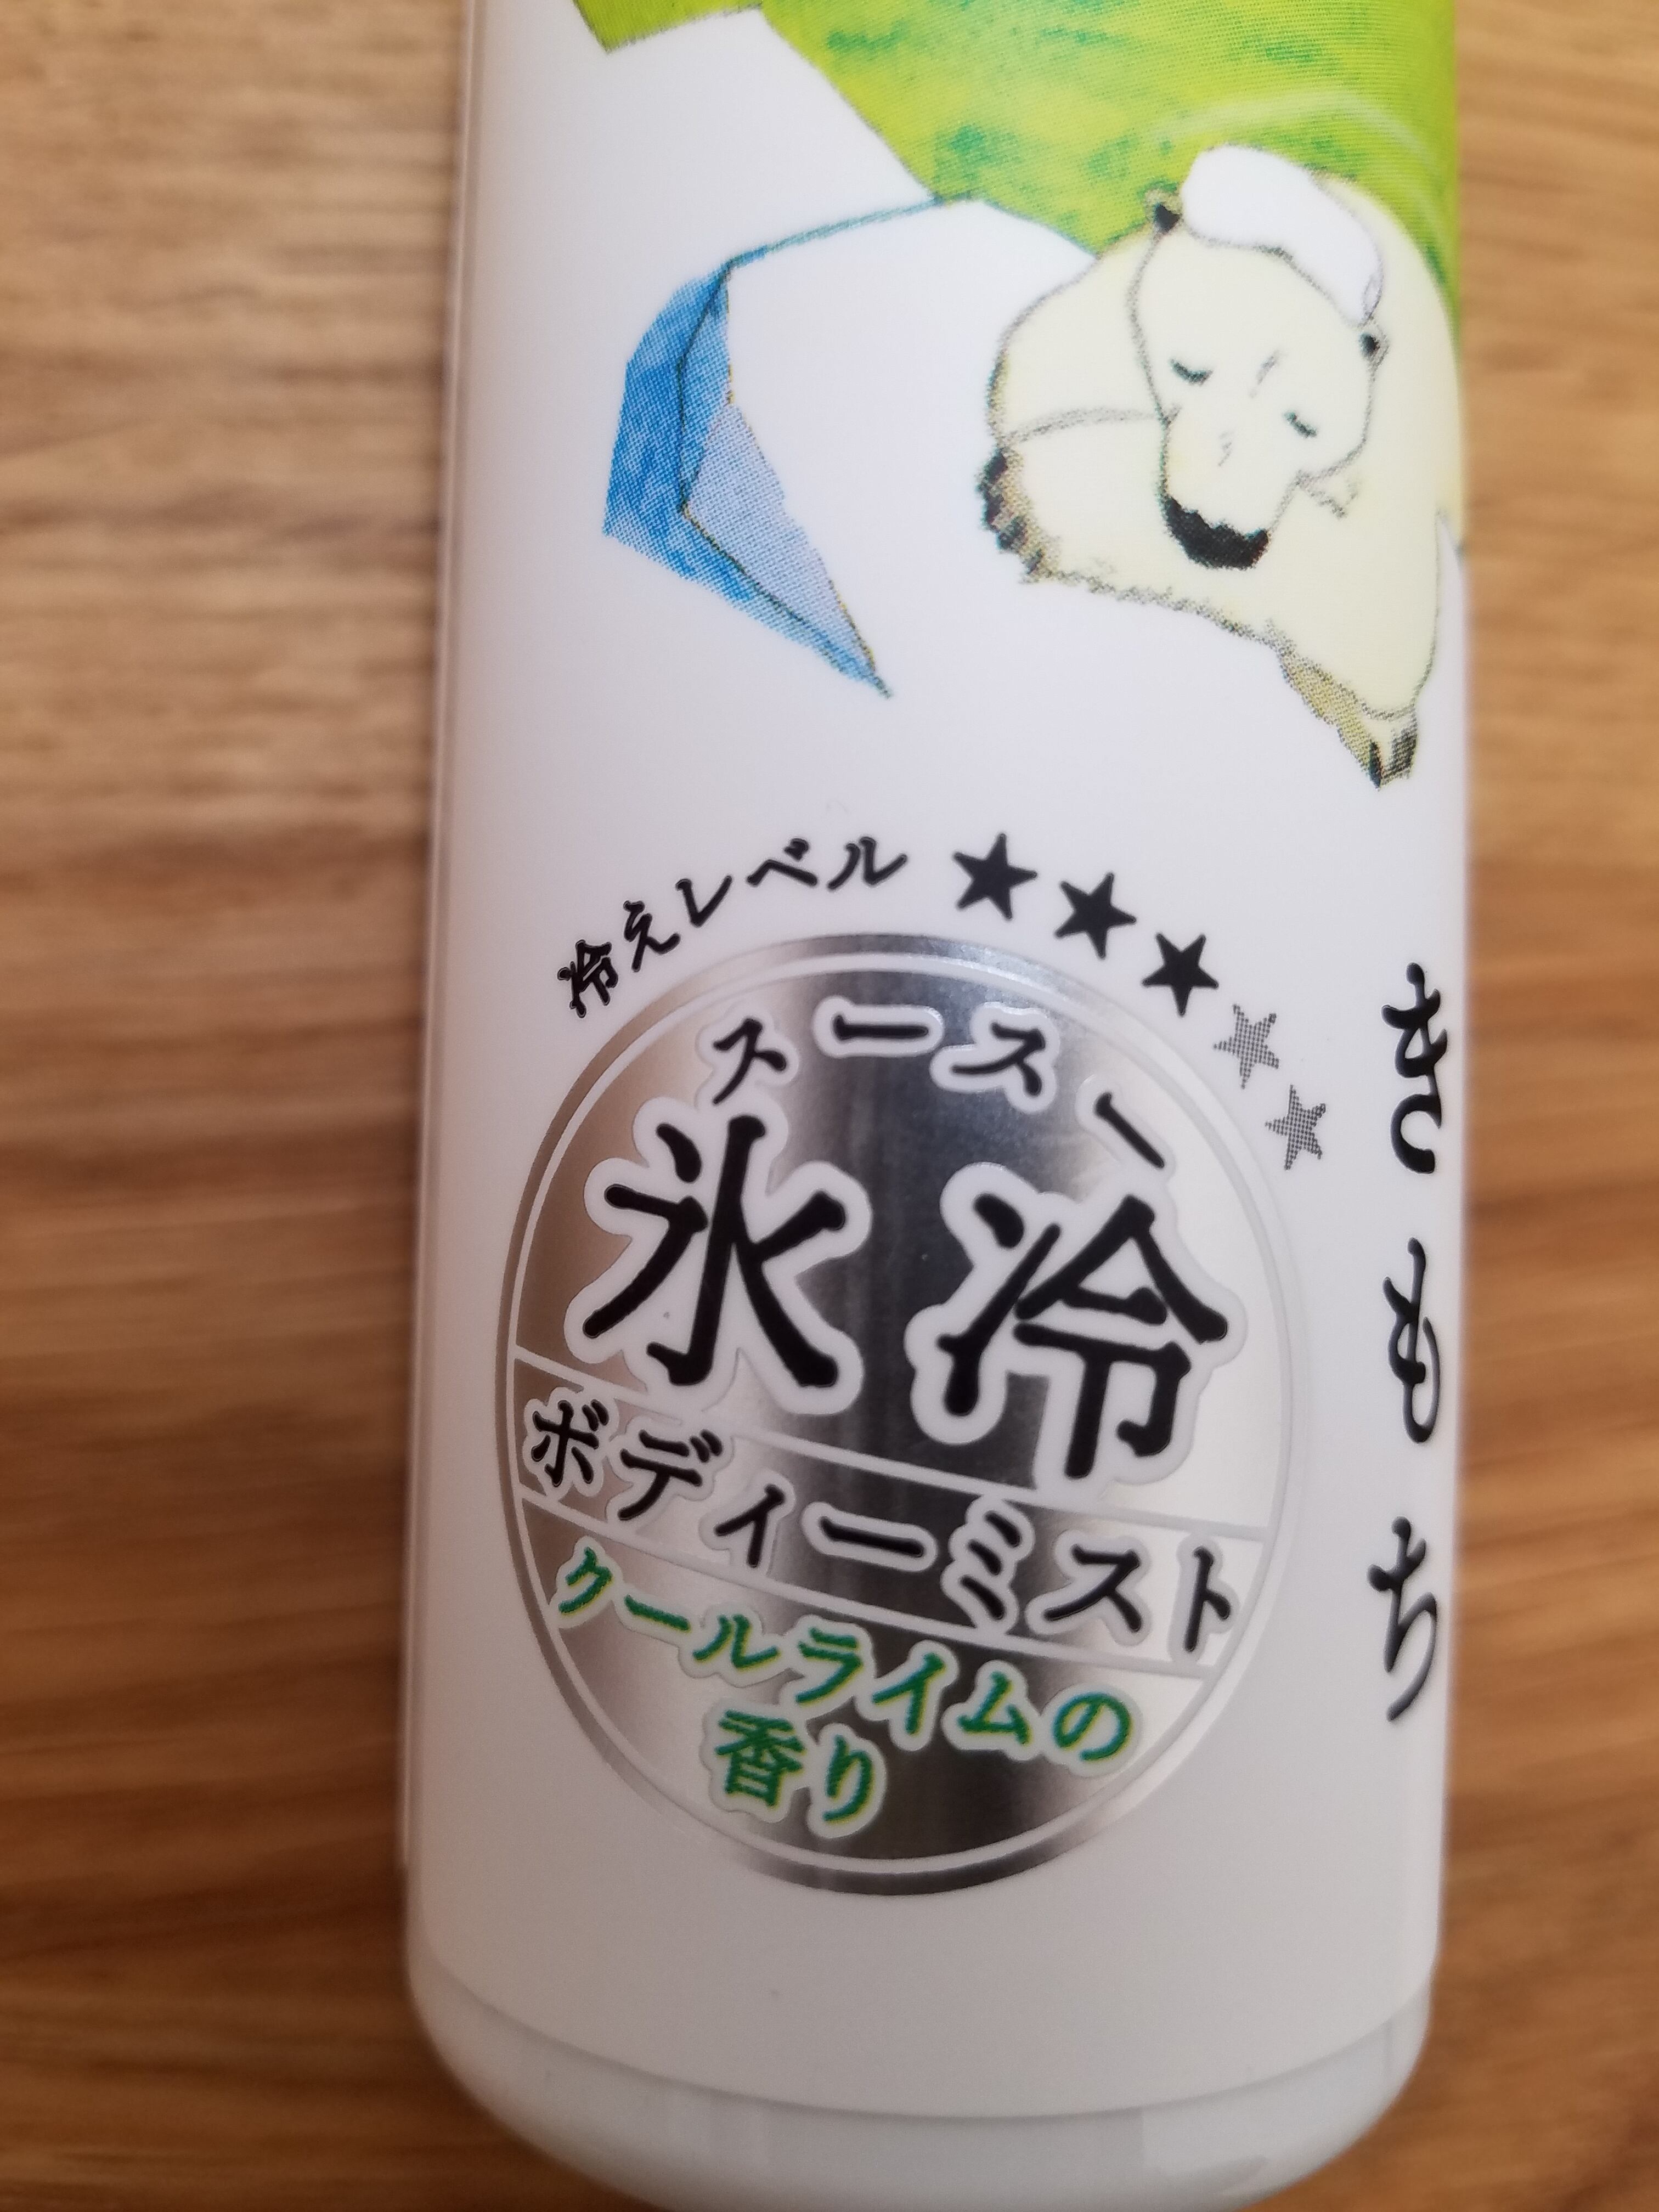 冷えレベル ★★★★★
スースー
氷冷
ボディーミスト
クールライムの
香り
きもち